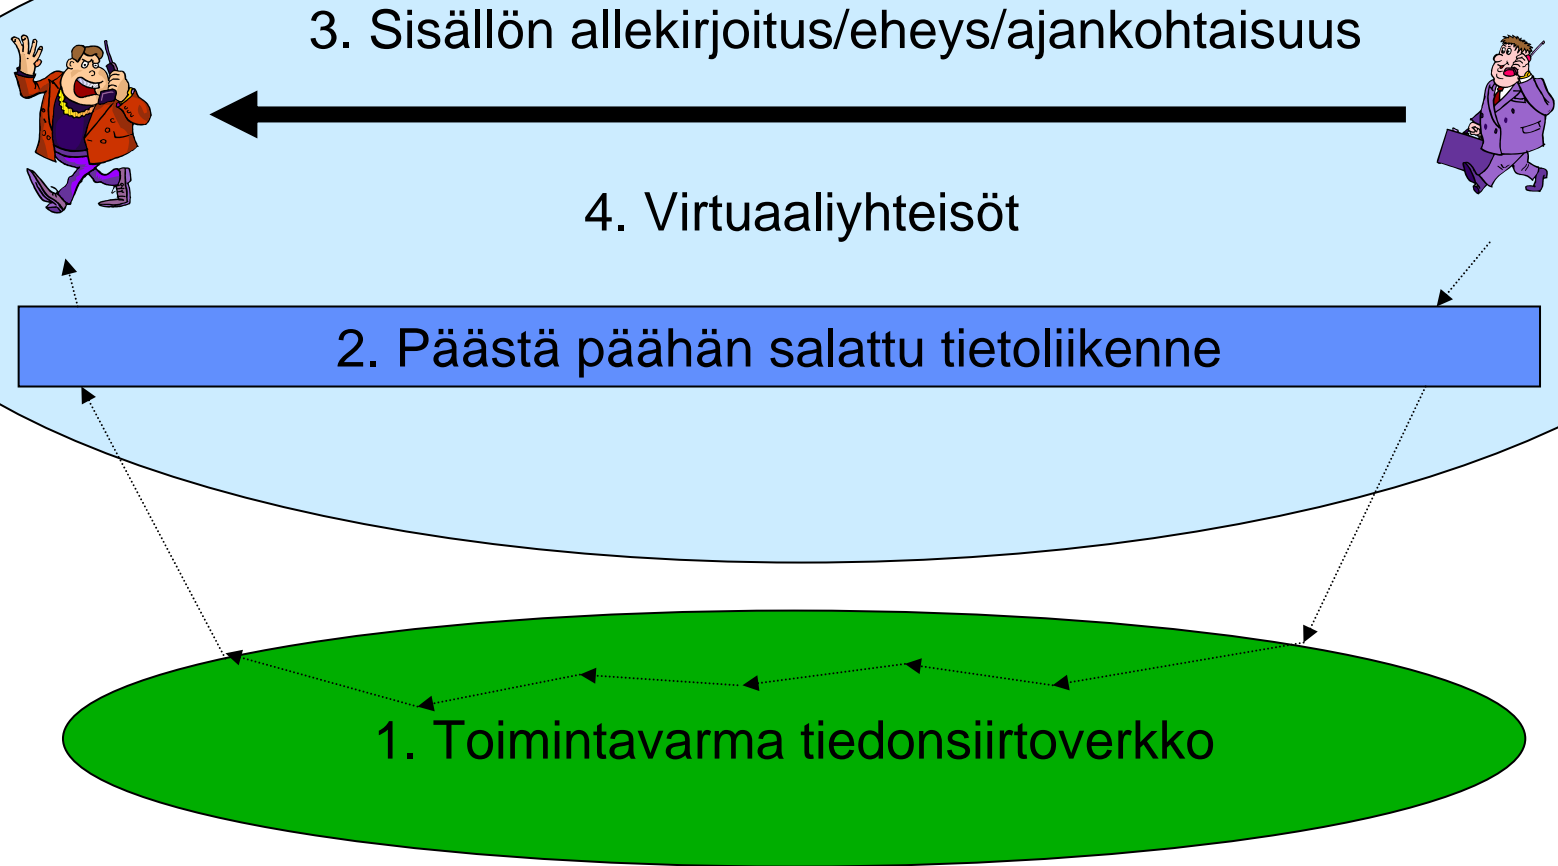 3. Sisällön allekirjoitus/eheys/ajankohtaisuus
4. Virtuaaliyhteisöt
2. Päästä päähän salattu tietoliikenne
1. Toimintavarma tiedonsiirtoverkko